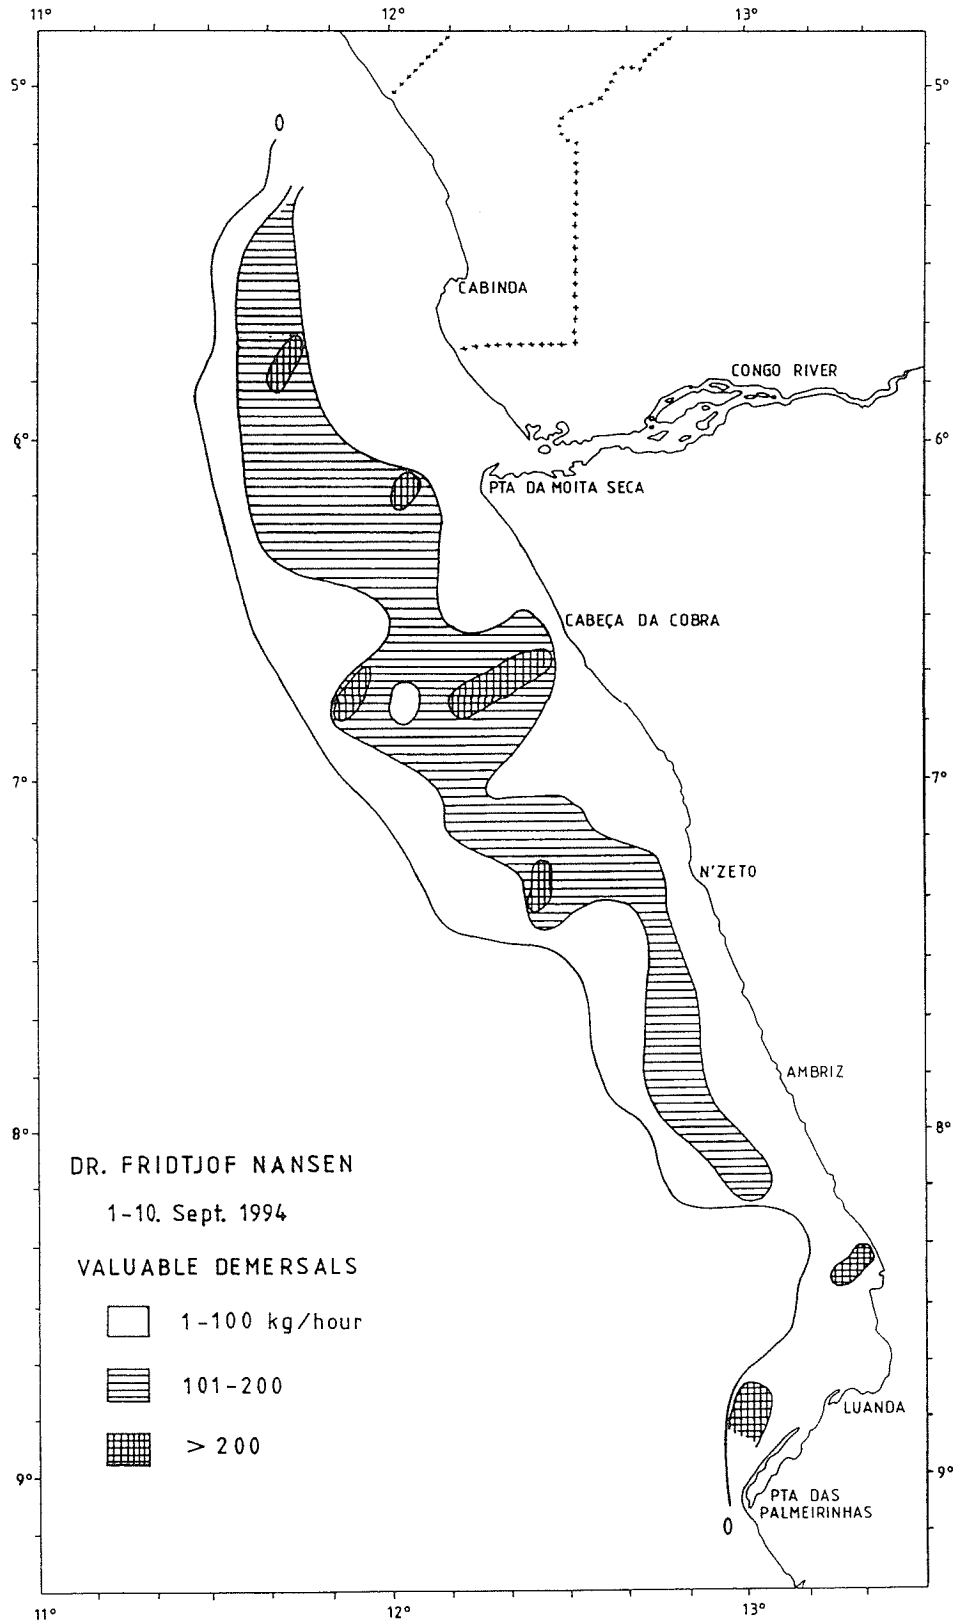 11° 12° 13°
5° 5°
0
CABINDA
CONGO RIVER
6° 6°
PTA DA MOITA SECA
CABEÇA DA COBRA
7° 7°
N'ZETO
AMBRIZ
8° 8°
DR. FRIDTJOF NANSEN
1-10. Sept. 1994
VALUABLE DEMERSALS
1-100 kg/hour
101-200
> 200
LUANDA
9° 9°
PTA DAS
PALMEIRINHAS
0
11° 12° 13°